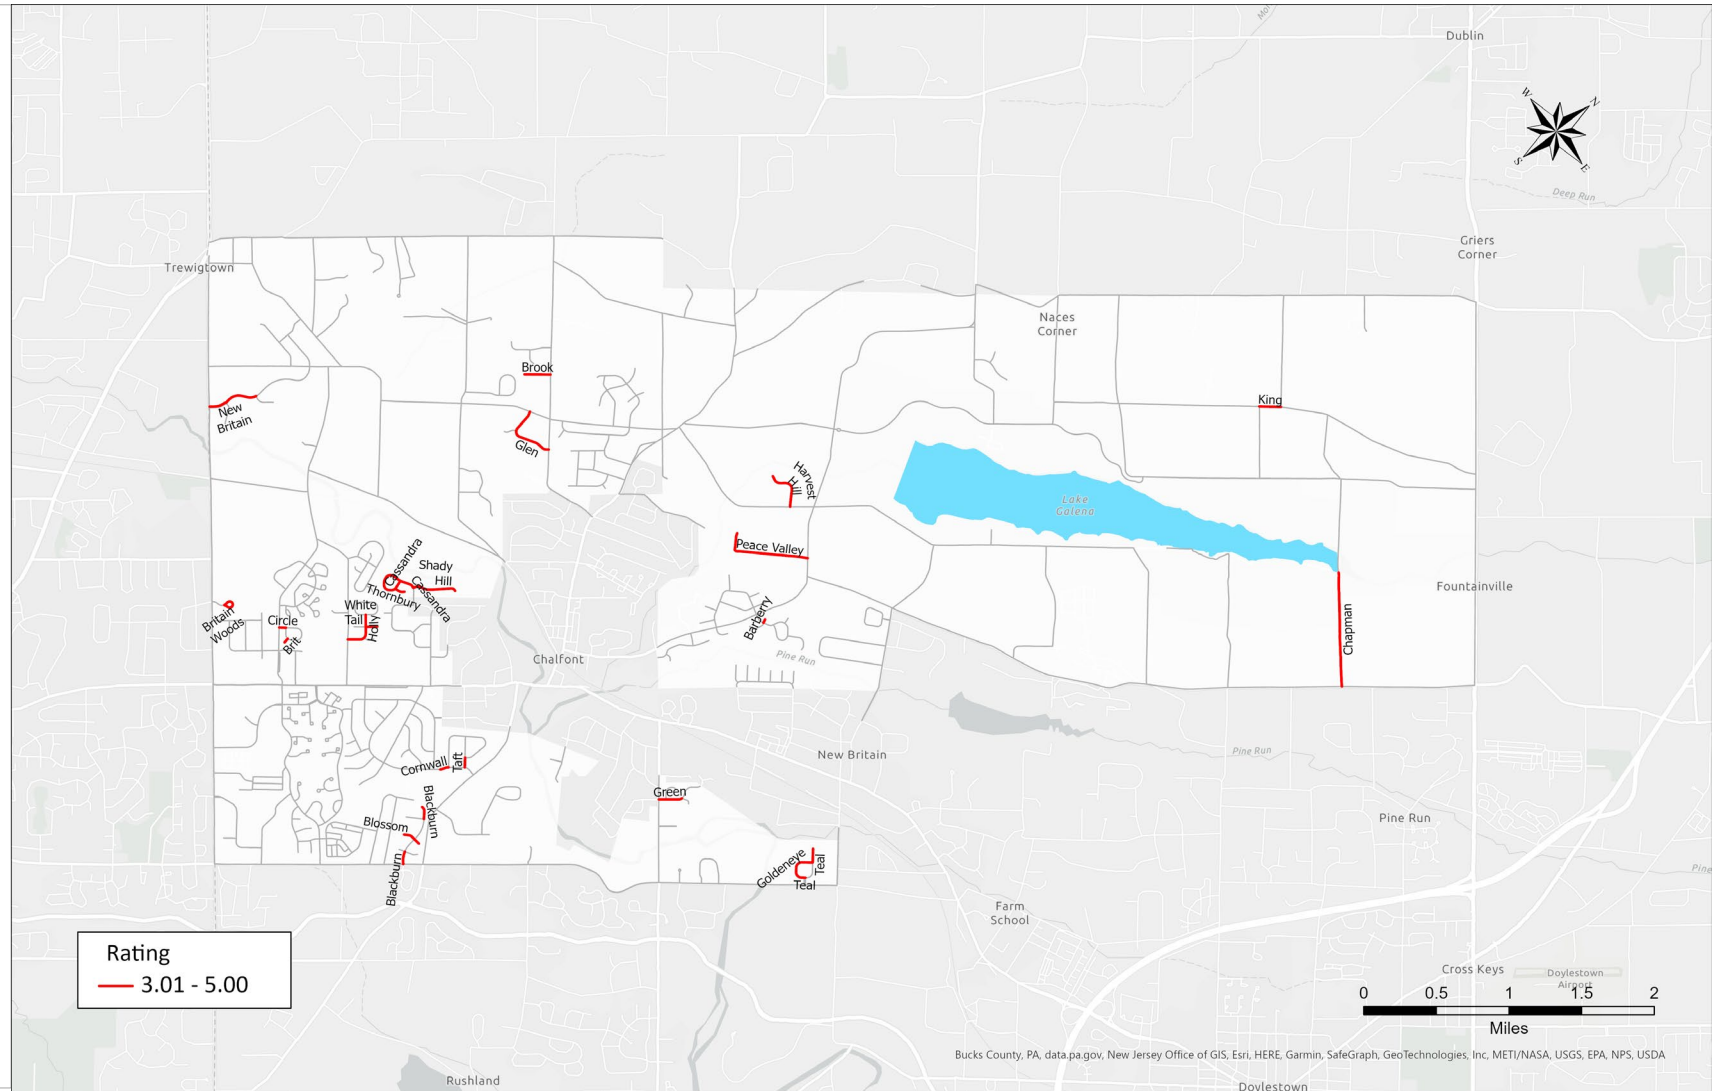 Mor
Dublin
W
N
S
E
Deep Run
Griers
Corner
Trewigtown
Naces
Corner
Brook
King
New
Britain
Glen
Harvest
Hill
Lake
Galena
Peace Valley
Cassandra
Shady
Hill
Cassandra
Thornbury
Fountainville
White
Tail
Holly
Britain
Woods
Circle
Brit
Barberry
Chapman
Pine Run
Chalfont
New Britain
Pine Run
Cornwall
Taft
Green
Blackburn
Blossom
Pine Run
Blackburn
Goldeneye
Teal
Teal
Pine
Farm
School
Rating
3.01 - 5.00
Cross Keys
Doylestown
Airport
0 0.5 1 1.5 2
Miles
Bucks County, PA, data.pa.gov, New Jersey Office of GIS, Esri, HERE, Garmin, SafeGraph, GeoTechnologies, Inc, METI/NASA, USGS, EPA, NPS, USDA
Rushland
Doylestown